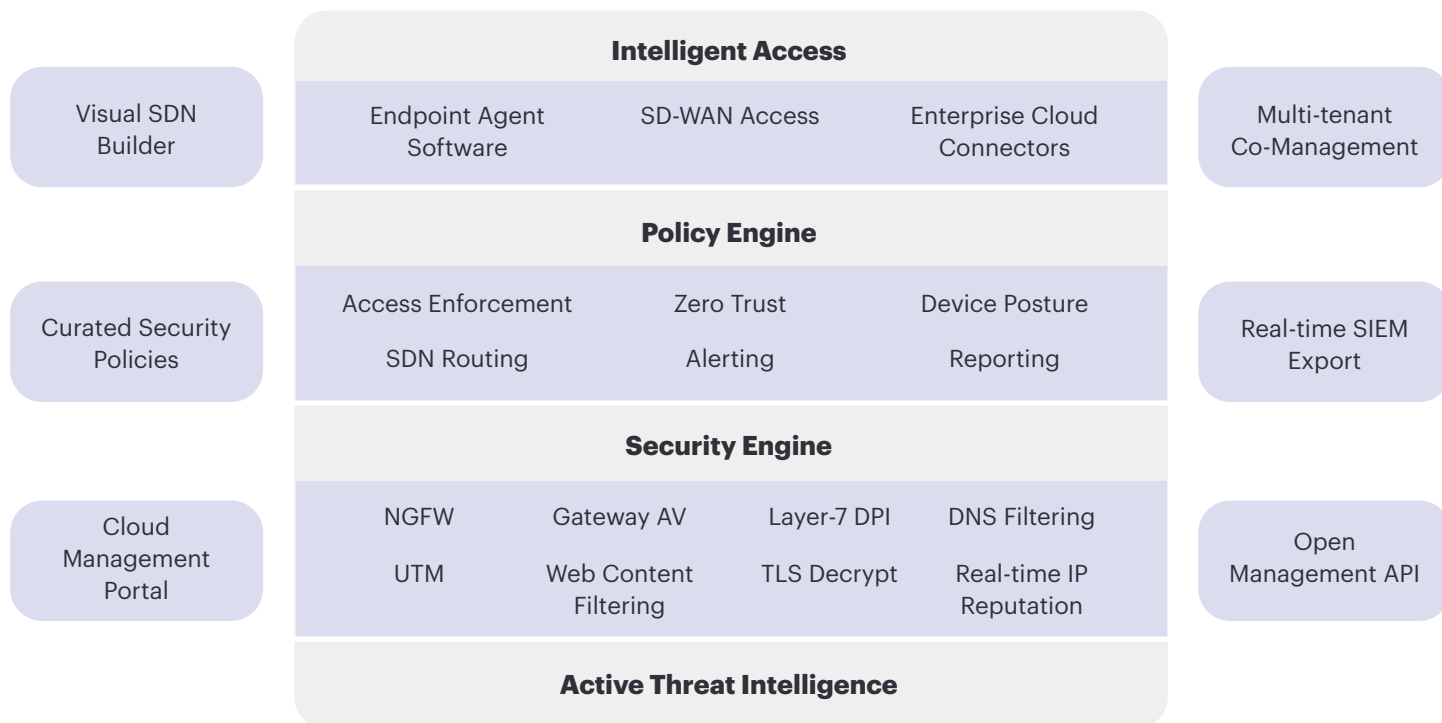 Intelligent Access
Visual SDN
Builder
Endpoint Agent
Software
SD-WAN Access
Enterprise Cloud
Connectors
Multi-tenant
Co-Management
Policy Engine
Curated Security
Policies
Access Enforcement
Zero Trust
Device Posture
SDN Routing
Alerting
Reporting
Real-time SIEM
Export
Security Engine
Cloud
Management
Portal
NGFW
Gateway AV
Layer-7 DPI
DNS Filtering
UTM
Web Content
Filtering
TLS Decrypt
Real-time IP
Reputation
Open
Management API
Active Threat Intelligence